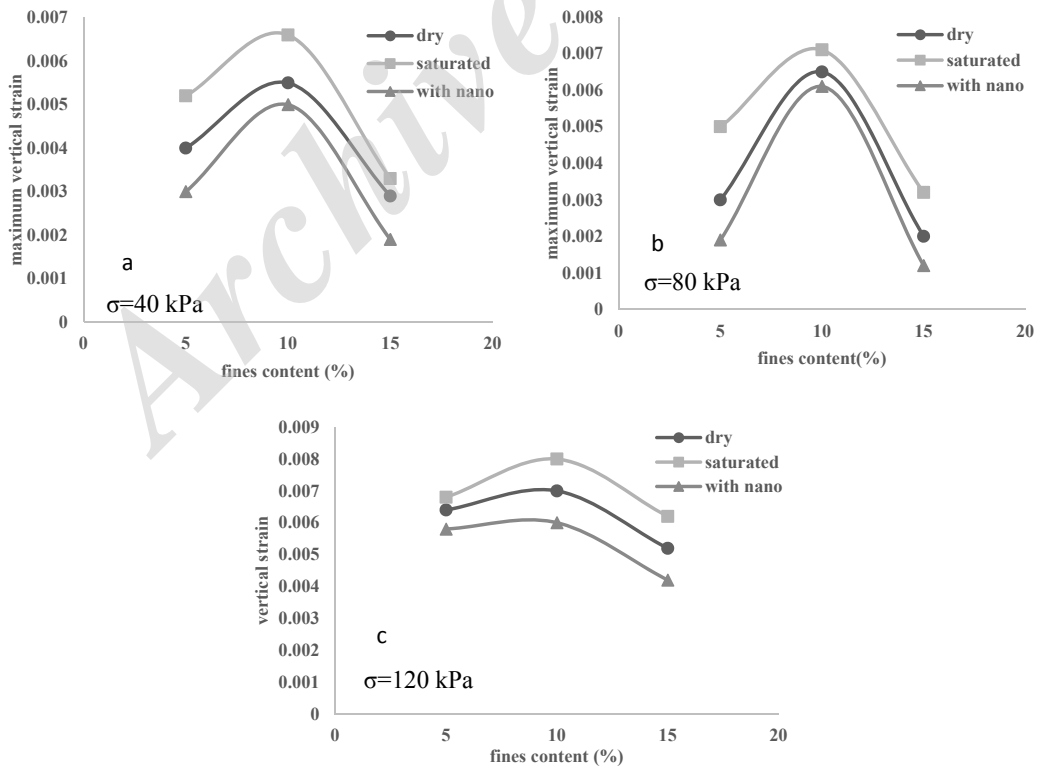 0.007
0.006
0.005
0.004
0.003
0.002
0.001
0
0
5
10
15
20
maximum vertical strain
fines content (%)
dry
saturated
with nano
a
σ=40 kPa
0.008
0.007
0.006
0.005
0.004
0.003
0.002
0.001
0
0
5
10
15
20
maximum vertical strain
fines content(%)
dry
saturated
with nano
b
σ=80 kPa
0.009
0.008
0.007
0.006
0.005
0.004
0.003
0.002
0.001
0
0
5
10
15
20
vertical strain
fines content (%)
dry
saturated
with nano
c
σ=120 kPa
Archive